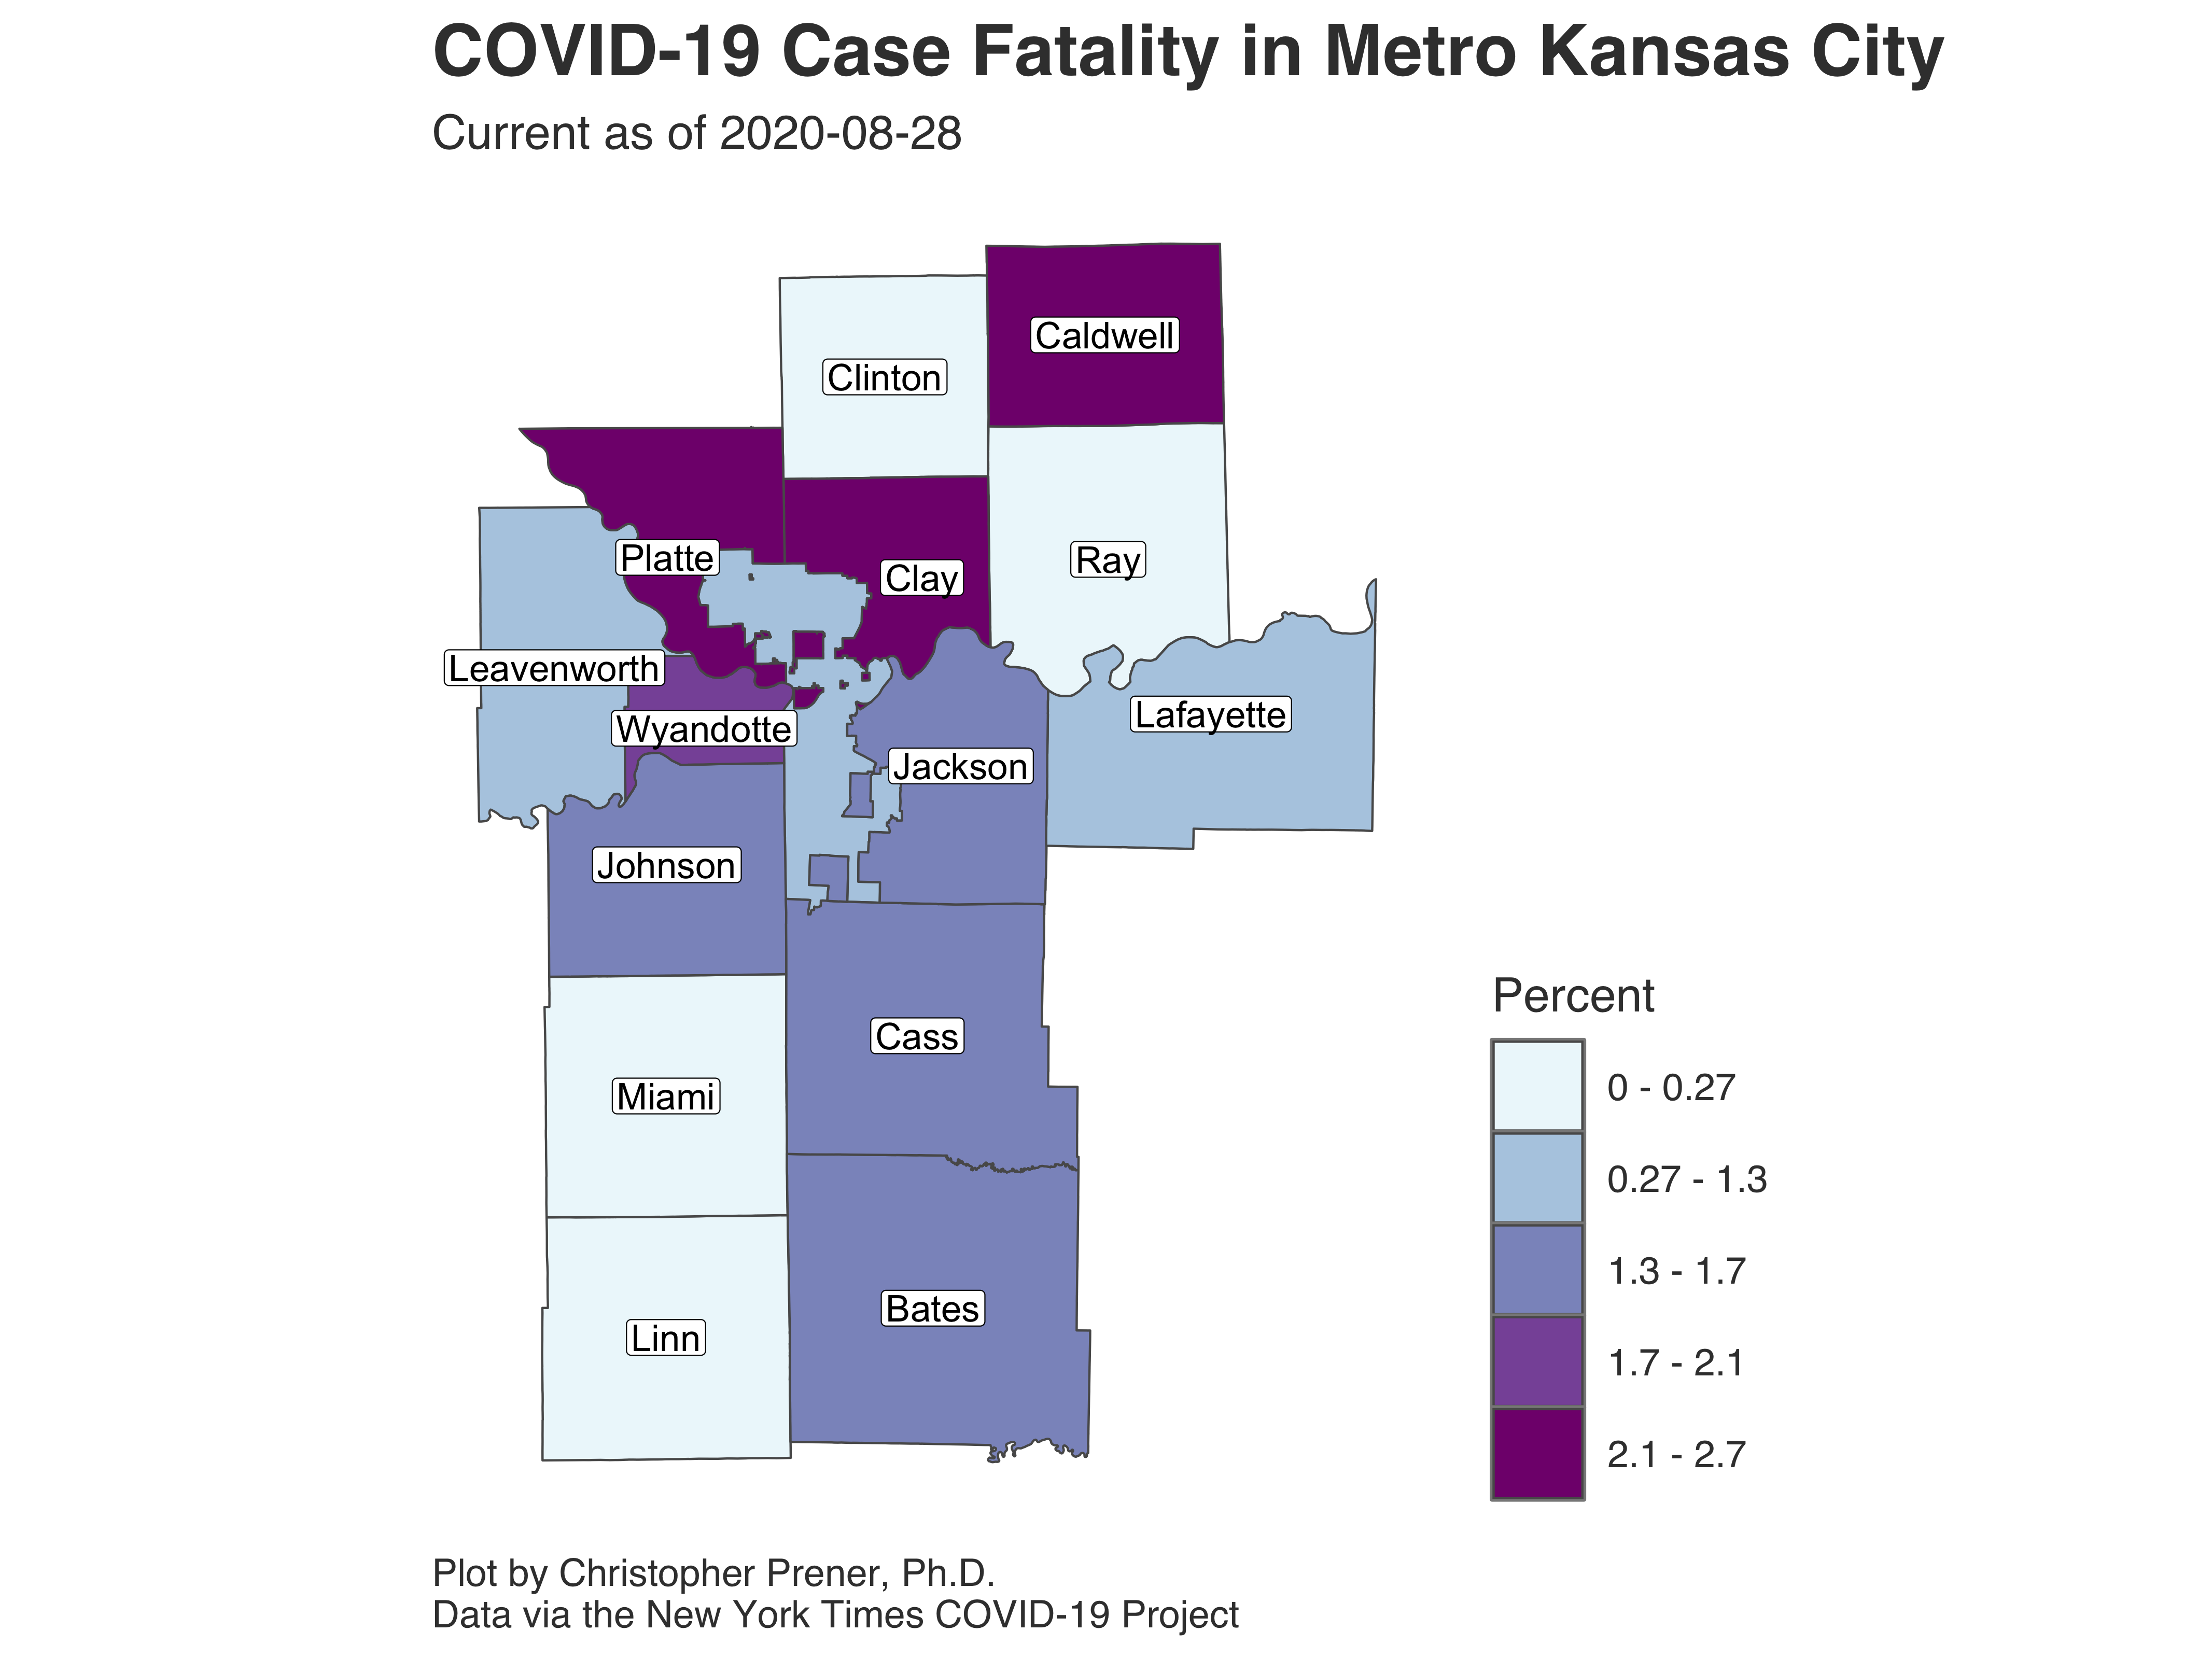 COVID-19 Case Fatality in Metro Kansas City
Current as of 2020-08-28
Caldwell
Clinton
Platte
Clay
Ray
Leavenworth
Wyandotte
Lafayette
Jackson
Johnson
Cass
Miami
Bates
Linn
Percent
0 - 0.27
0.27 - 1.3
1.3 - 1.7
1.7 - 2.1
2.1 - 2.7
Plot by Christopher Prener, Ph.D.
Data via the New York Times COVID-19 Project